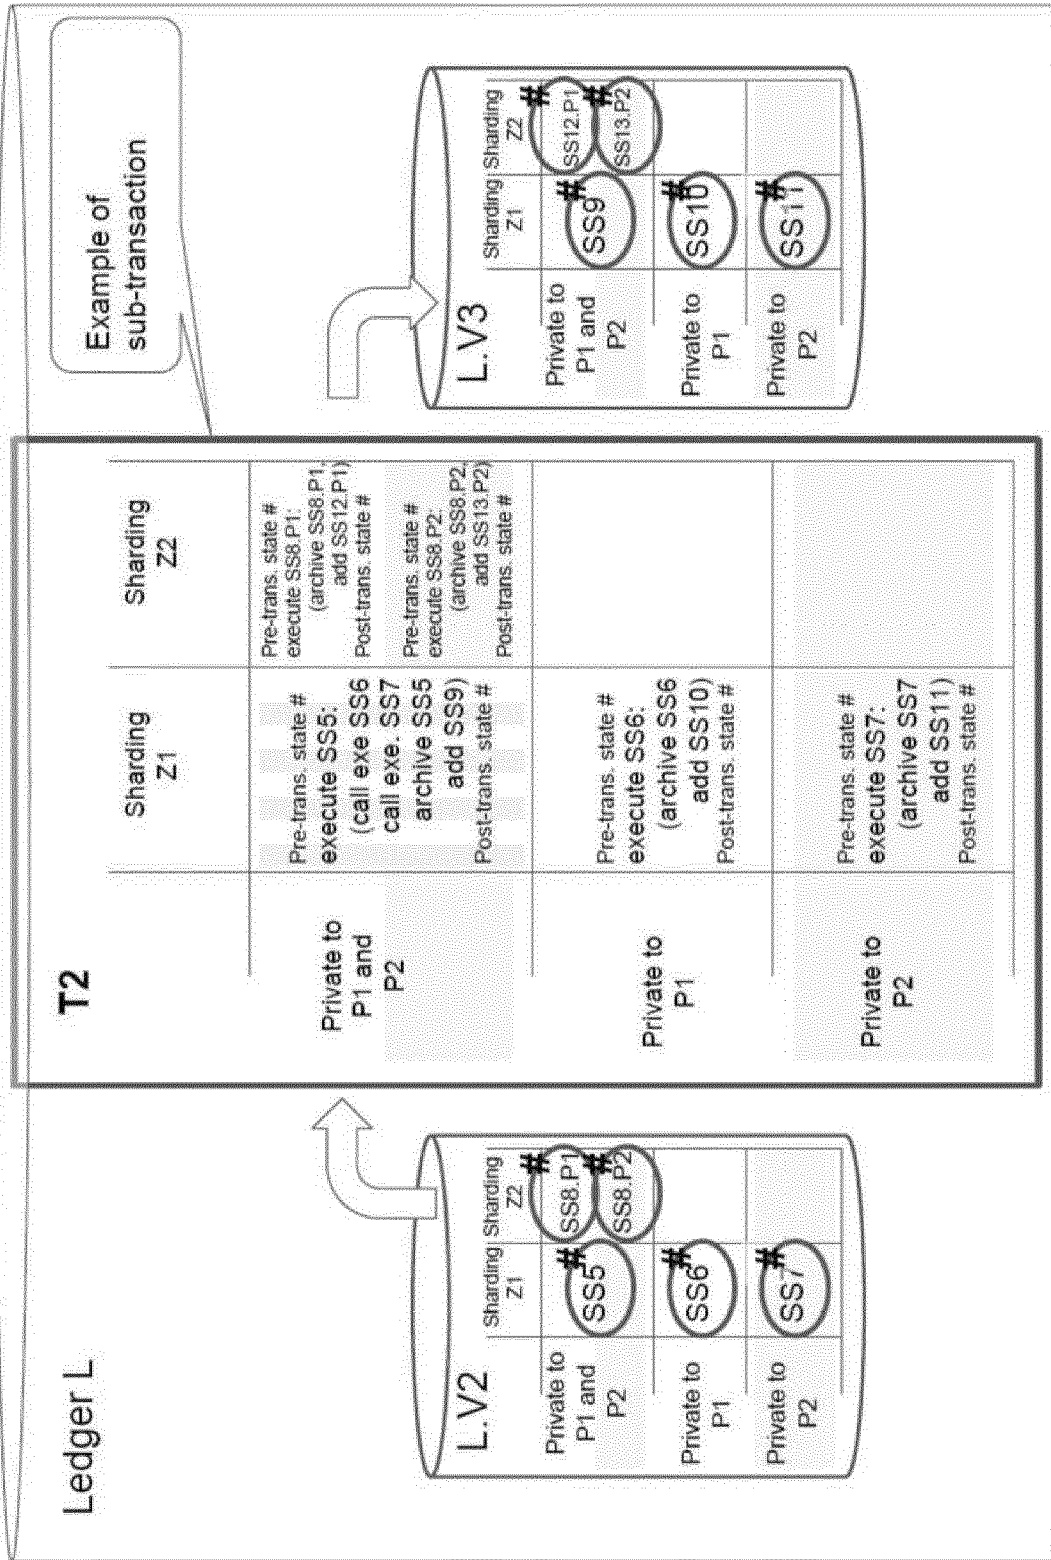 Ledger L
Example of
sub-transaction
L.V2
Sharding
Z1
Sharding
Z2
Private to
P1 and
P2
#
SS5
#
SS8.P1
#
SS8.P2
Private to
P1
#
SS6
Private to
P2
#
SS7
T2
Sharding
Z1
Sharding
Z2
Private to
P1 and
P2
Pre-trans. state #
execute SS5:
(call exe SS6
call exe. SS7
archive SS5
add SS9)
Post-trans. state #
Pre-trans. state #
execute SS8.P1:
(archive SS8.P1,
add SS12.P1)
Post-trans. state #
Pre-trans. state #
execute SS8.P2:
(archive SS8.P2,
add SS13.P2)
Post-trans. state #
Private to
P1
Pre-trans. state #
execute SS6:
(archive SS6
add SS10)
Post-trans. state #
Private to
P2
Pre-trans. state #
execute SS7:
(archive SS7
add SS11)
Post-trans. state #
L.V3
Sharding
Z1
Sharding
Z2
Private to
P1 and
P2
#
SS9
#
SS12.P1
#
SS13.P2
Private to
P1
#
SS10
Private to
P2
#
SS11